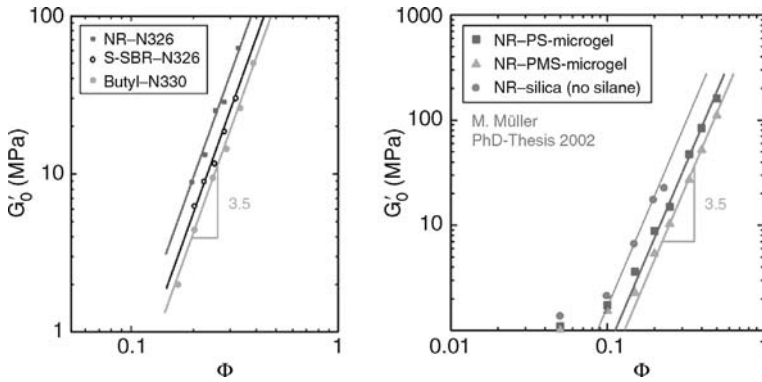 100
10
1
G′₀ (MPa)
NR–N326
S-SBR–N326
Butyl–N330
3.5
0.1
1
Φ
1000
100
10
1
G′₀ (MPa)
NR–PS-microgel
NR–PMS-microgel
NR–silica (no silane)
M. Müller
PhD-Thesis 2002
3.5
0.01
0.1
1
Φ